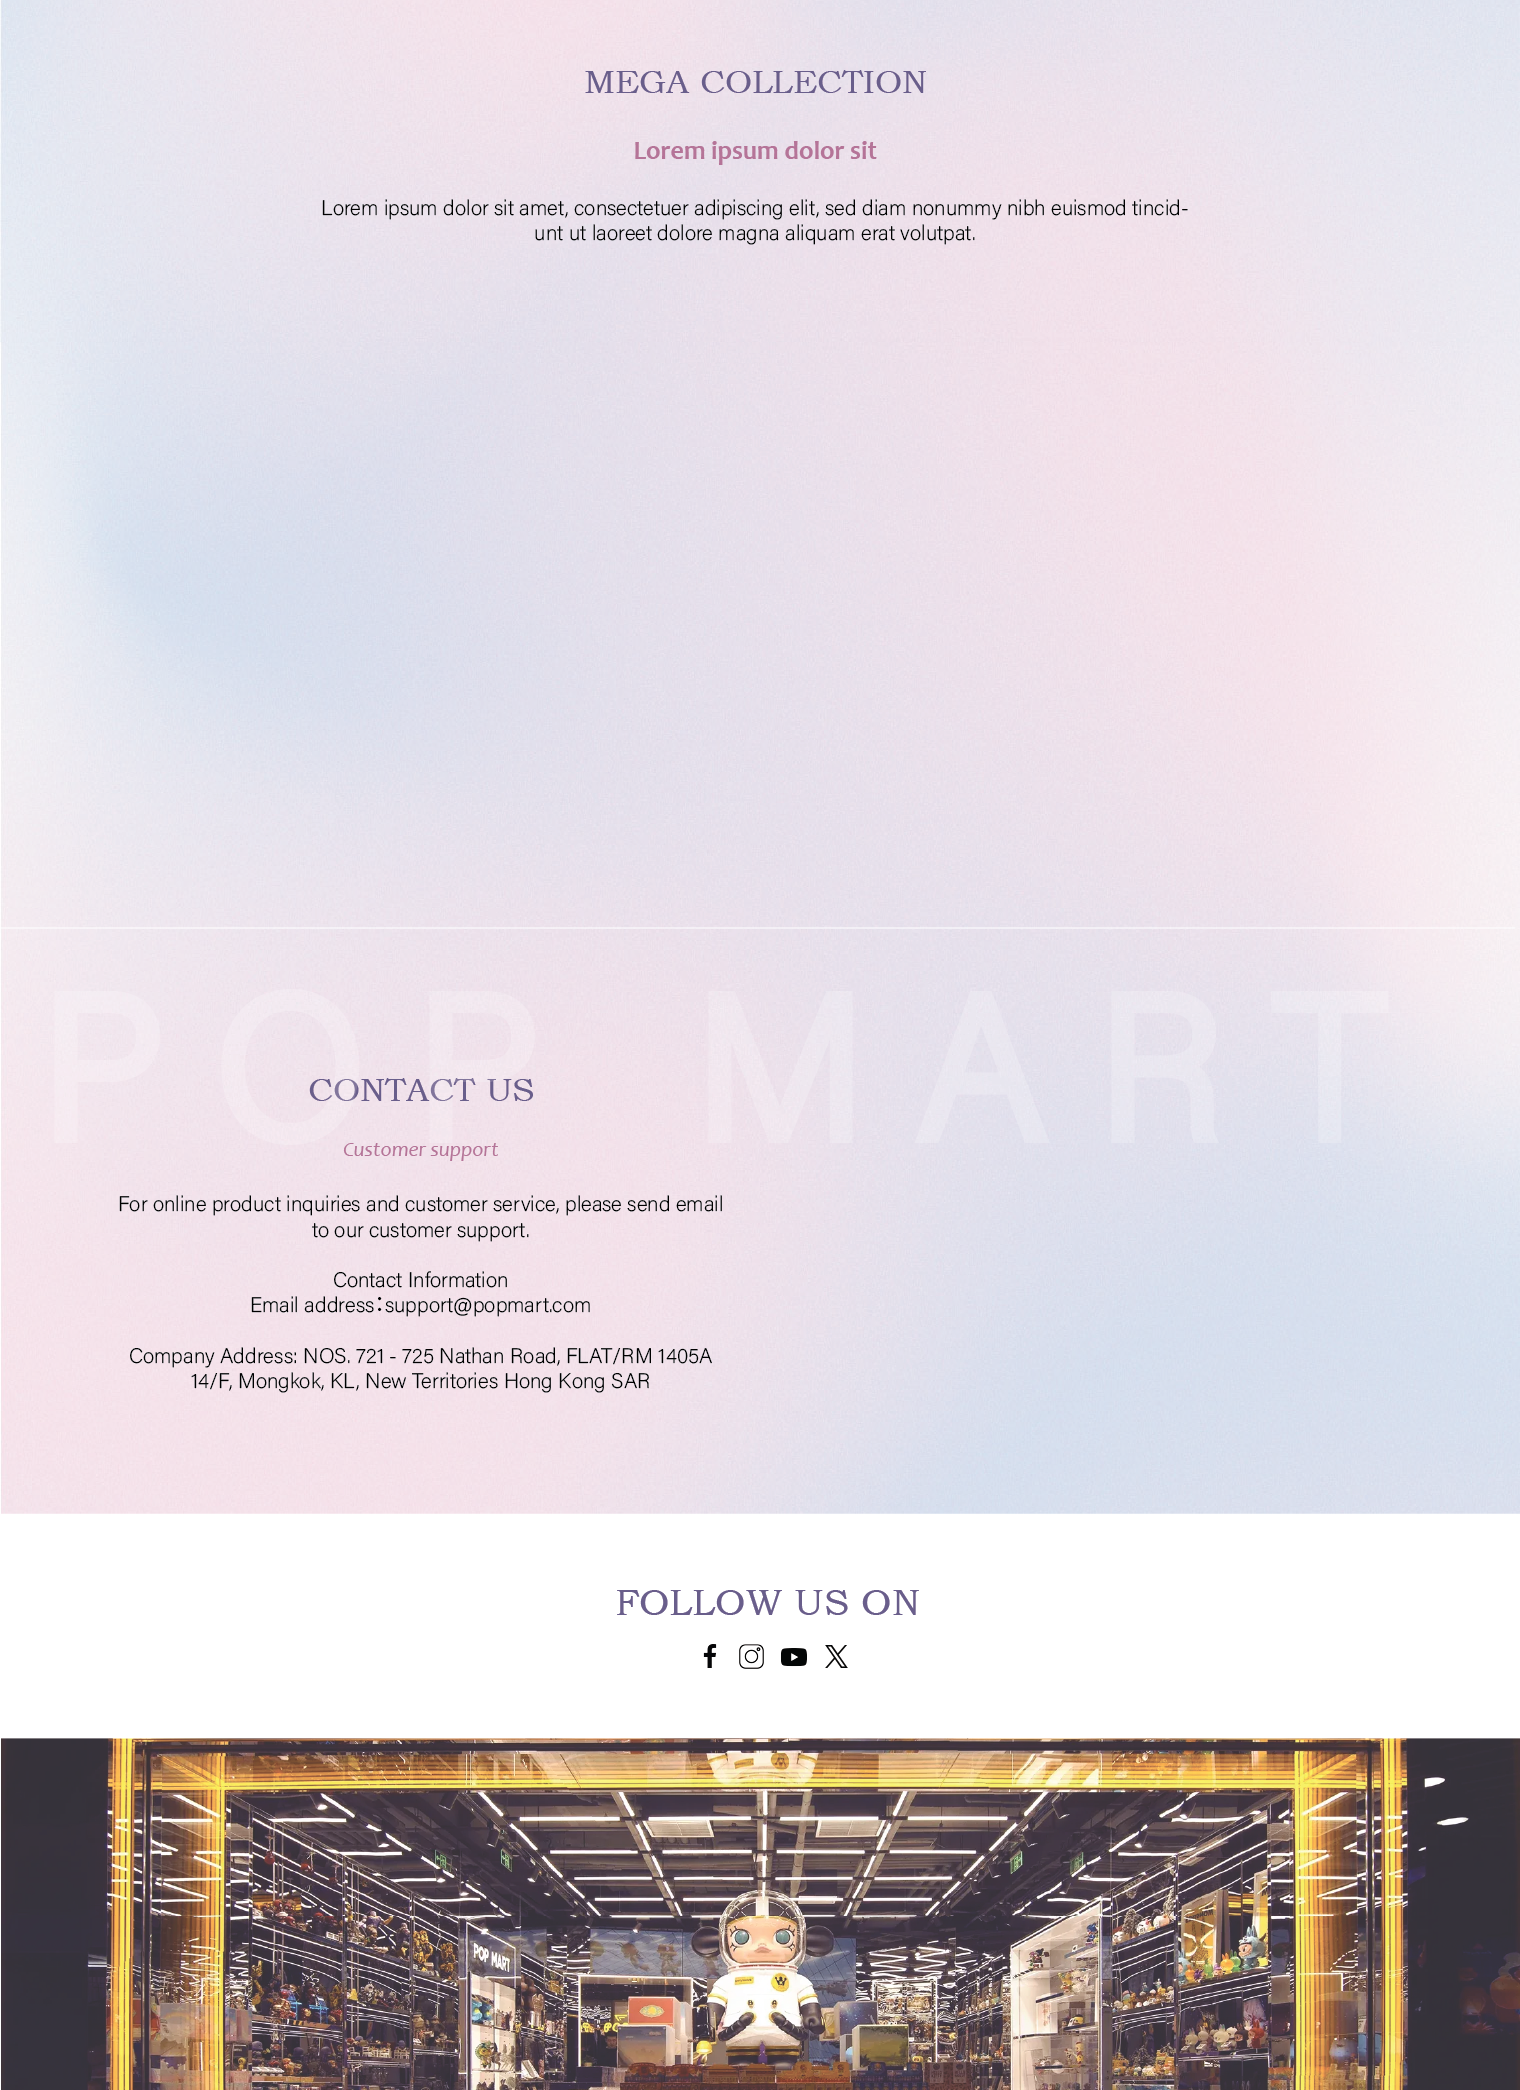 MEGA COLLECTION
Lorem ipsum dolor sit
Lorem ipsum dolor sit amet, consectetuer adipiscing elit, sed diam nonummy nibh euismod tincid-
unt ut laoreet dolore magna aliquam erat volutpat.
POP MART
CONTACT US
Customer support
For online product inquiries and customer service, please send email
to our customer support.
Contact Information
Email address：support@popmart.com
Company Address: NOS. 721 - 725 Nathan Road, FLAT/RM 1405A
14/F, Mongkok, KL, New Territories Hong Kong SAR
FOLLOW US ON
POP MART